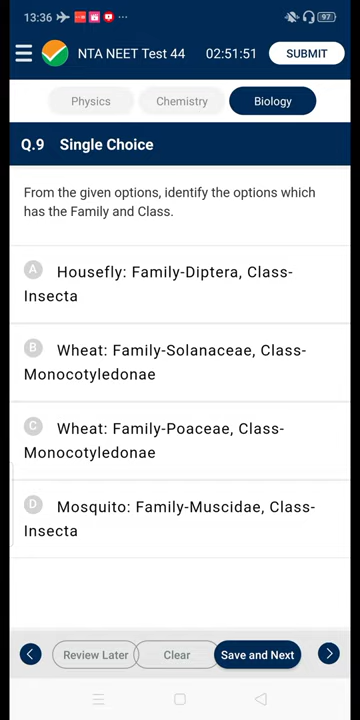 13:36 97
NTA NEET Test 44 02:51:51 SUBMIT
Physics Chemistry Biology
Q.9 Single Choice
From the given options, identify the options which
has the Family and Class.
A Housefly: Family-Diptera, Class-
Insecta
B Wheat: Family-Solanaceae, Class-
Monocotyledonae
C Wheat: Family-Poaceae, Class-
Monocotyledonae
D Mosquito: Family-Muscidae, Class-
Insecta
Review Later Clear Save and Next